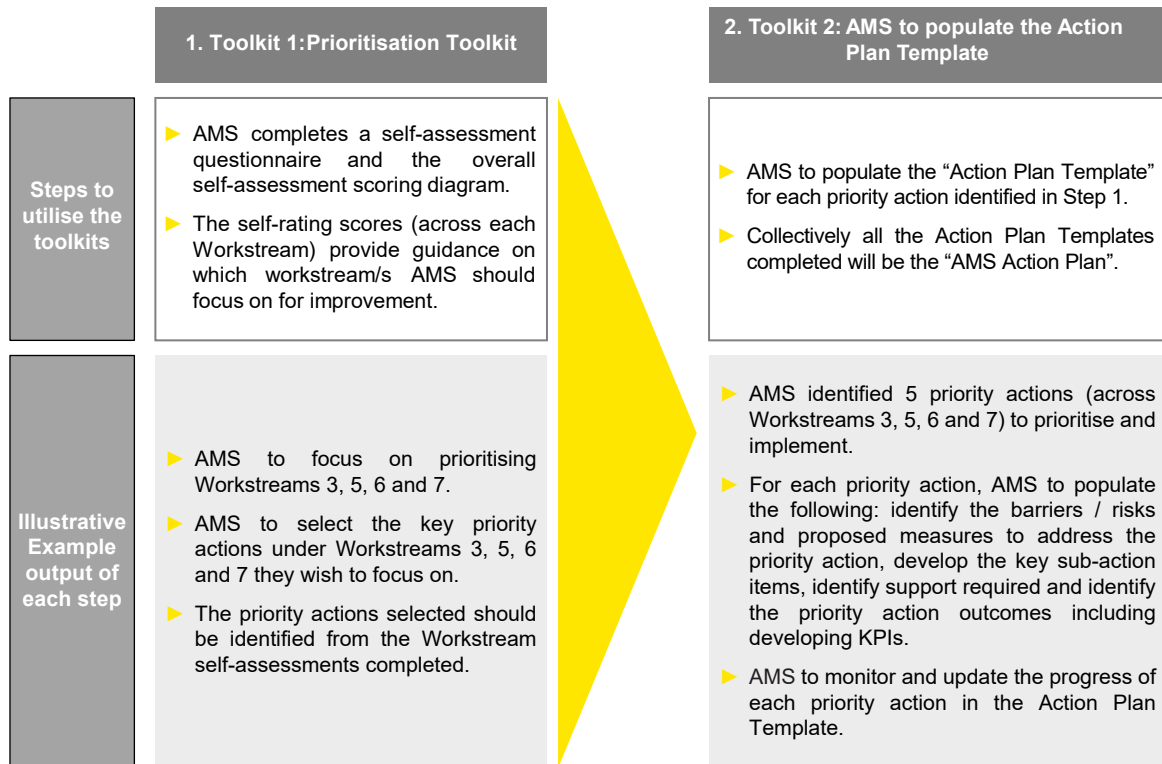 1. Toolkit 1:Prioritisation Toolkit
2. Toolkit 2: AMS to populate the Action
Plan Template
Steps to
utilise the
toolkits
► AMS completes a self-assessment
questionnaire and the overall
self-assessment scoring diagram.
► The self-rating scores (across each
Workstream) provide guidance on
which workstream/s AMS should
focus on for improvement.
► AMS to populate the “Action Plan Template”
for each priority action identified in Step 1.
► Collectively all the Action Plan Templates
completed will be the “AMS Action Plan”.
Illustrative
Example
output of
each step
► AMS to focus on prioritising
Workstreams 3, 5, 6 and 7.
► AMS to select the key priority
actions under Workstreams 3, 5, 6
and 7 they wish to focus on.
► The priority actions selected should
be identified from the Workstream
self-assessments completed.
► AMS identified 5 priority actions (across
Workstreams 3, 5, 6 and 7) to prioritise and
implement.
► For each priority action, AMS to populate
the following: identify the barriers / risks
and proposed measures to address the
priority action, develop the key sub-action
items, identify support required and identify
the priority action outcomes including
developing KPIs.
► AMS to monitor and update the progress of
each priority action in the Action Plan
Template.